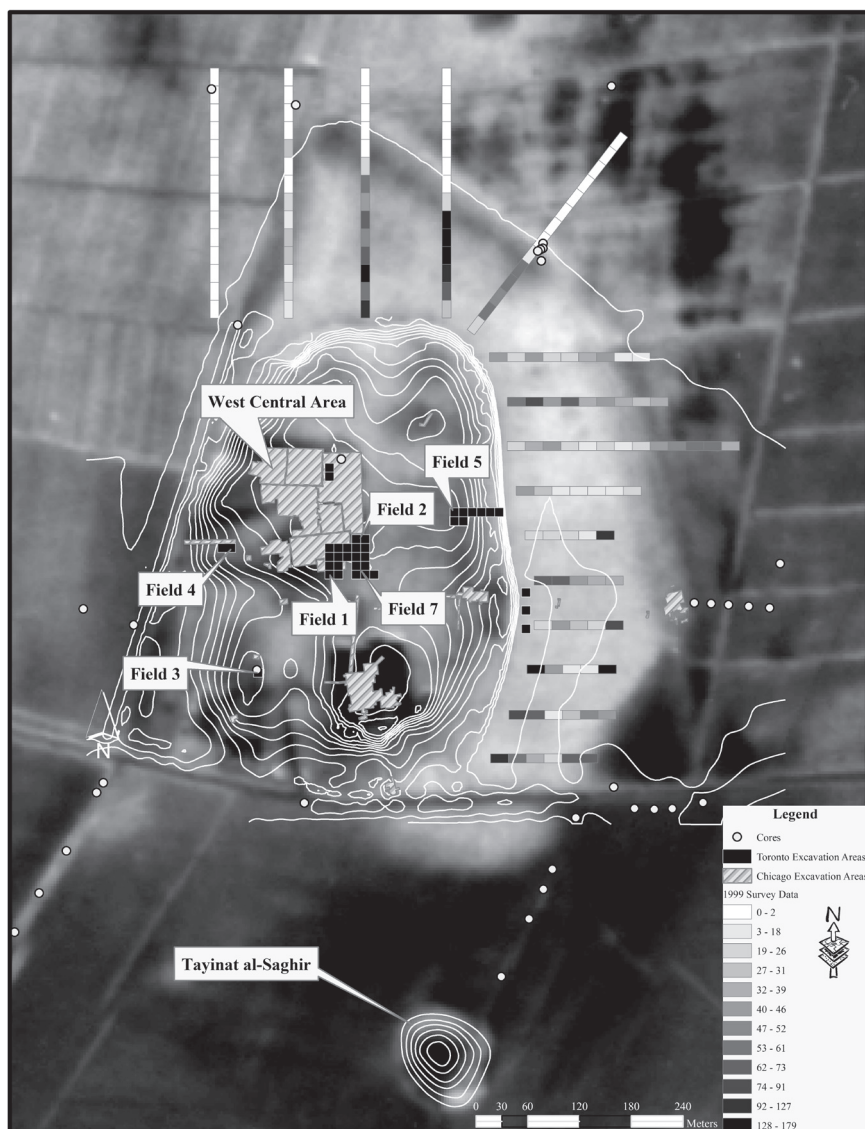 West Central Area
Field 5
Field 2
Field 4
Field 1
Field 7
Field 3
N
Legend
Cores
Toronto Excavation Areas
Chicago Excavation Areas
1999 Survey Data
N
0 - 2
3 - 18
19 - 26
27 - 31
32 - 39
40 - 46
47 - 52
53 - 61
62 - 73
74 - 91
92 - 127
128 - 179
Tayinat al-Saghir
0 30 60 120 180 240
Meters